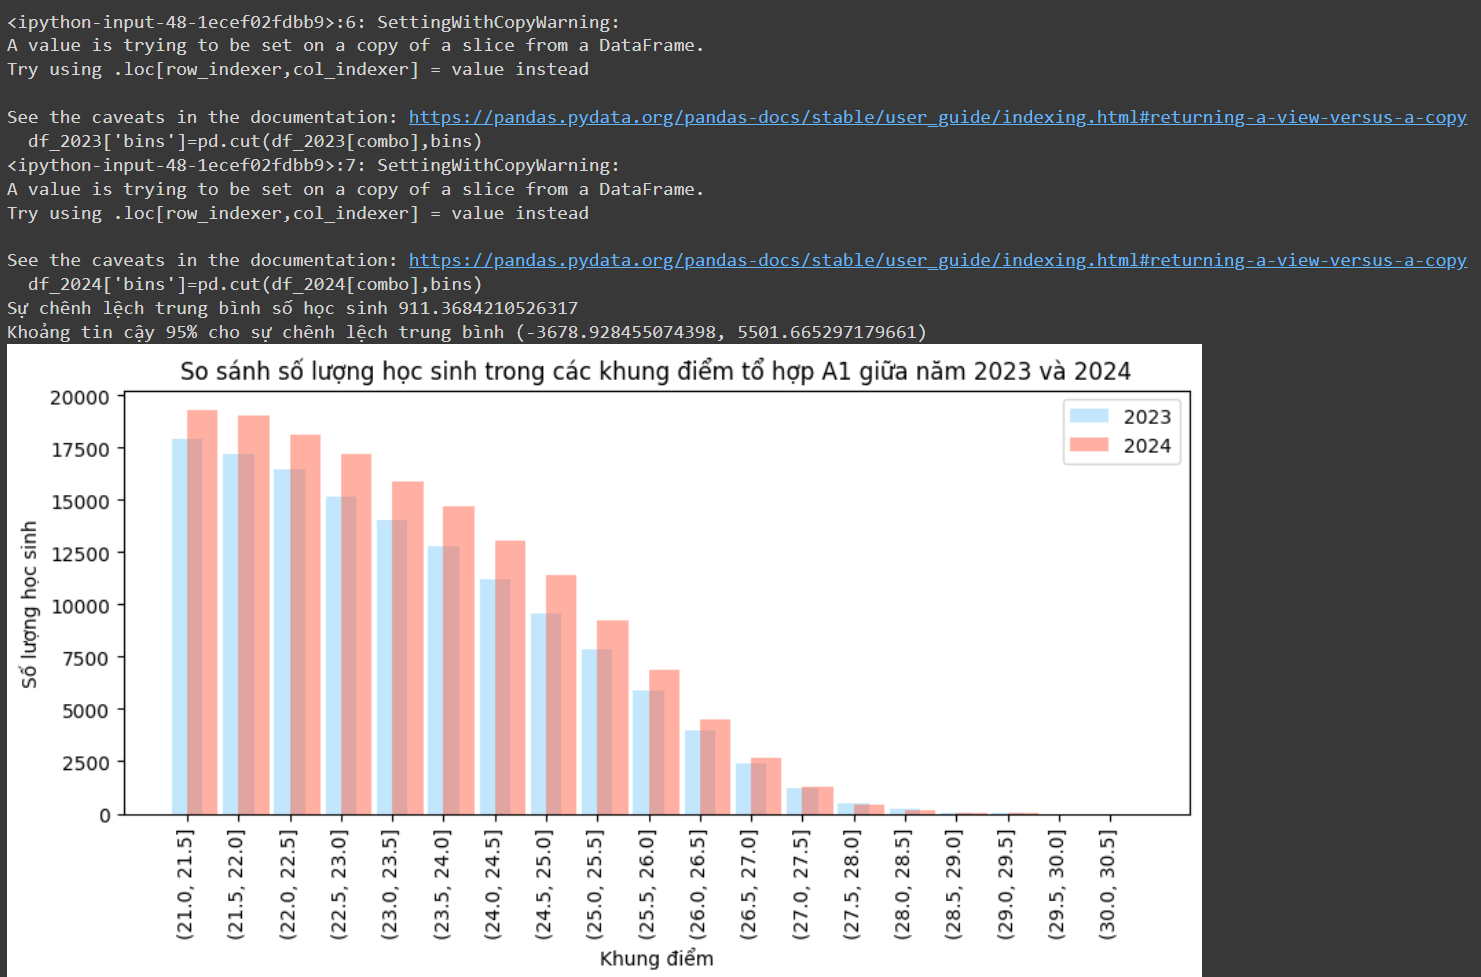 <ipython-input-48-1ecef02fdbb9>:6: SettingWithCopyWarning:
A value is trying to be set on a copy of a slice from a DataFrame.
Try using .loc[row_indexer,col_indexer] = value instead
See the caveats in the documentation: https://pandas.pydata.org/pandas-docs/stable/user_guide/indexing.html#returning-a-view-versus-a-copy
df_2023['bins']=pd.cut(df_2023[combo],bins)
<ipython-input-48-1ecef02fdbb9>:7: SettingWithCopyWarning:
A value is trying to be set on a copy of a slice from a DataFrame.
Try using .loc[row_indexer,col_indexer] = value instead
See the caveats in the documentation: https://pandas.pydata.org/pandas-docs/stable/user_guide/indexing.html#returning-a-view-versus-a-copy
df_2024['bins']=pd.cut(df_2024[combo],bins)
Sự chênh lệch trung bình số học sinh 911.3684210526317
Khoảng tin cậy 95% cho sự chênh lệch trung bình (-3678.928455074398, 5501.665297179661)
So sánh số lượng học sinh trong các khung điểm tổ hợp A1 giữa năm 2023 và 2024
2023
2024
Số lượng học sinh
20000
17500
15000
12500
10000
7500
5000
2500
0
(21.0, 21.5]
(21.5, 22.0]
(22.0, 22.5]
(22.5, 23.0]
(23.0, 23.5]
(23.5, 24.0]
(24.0, 24.5]
(24.5, 25.0]
(25.0, 25.5]
(25.5, 26.0]
(26.0, 26.5]
(26.5, 27.0]
(27.0, 27.5]
(27.5, 28.0]
(28.0, 28.5]
(28.5, 29.0]
(29.0, 29.5]
(29.5, 30.0]
(30.0, 30.5]
Khung điểm